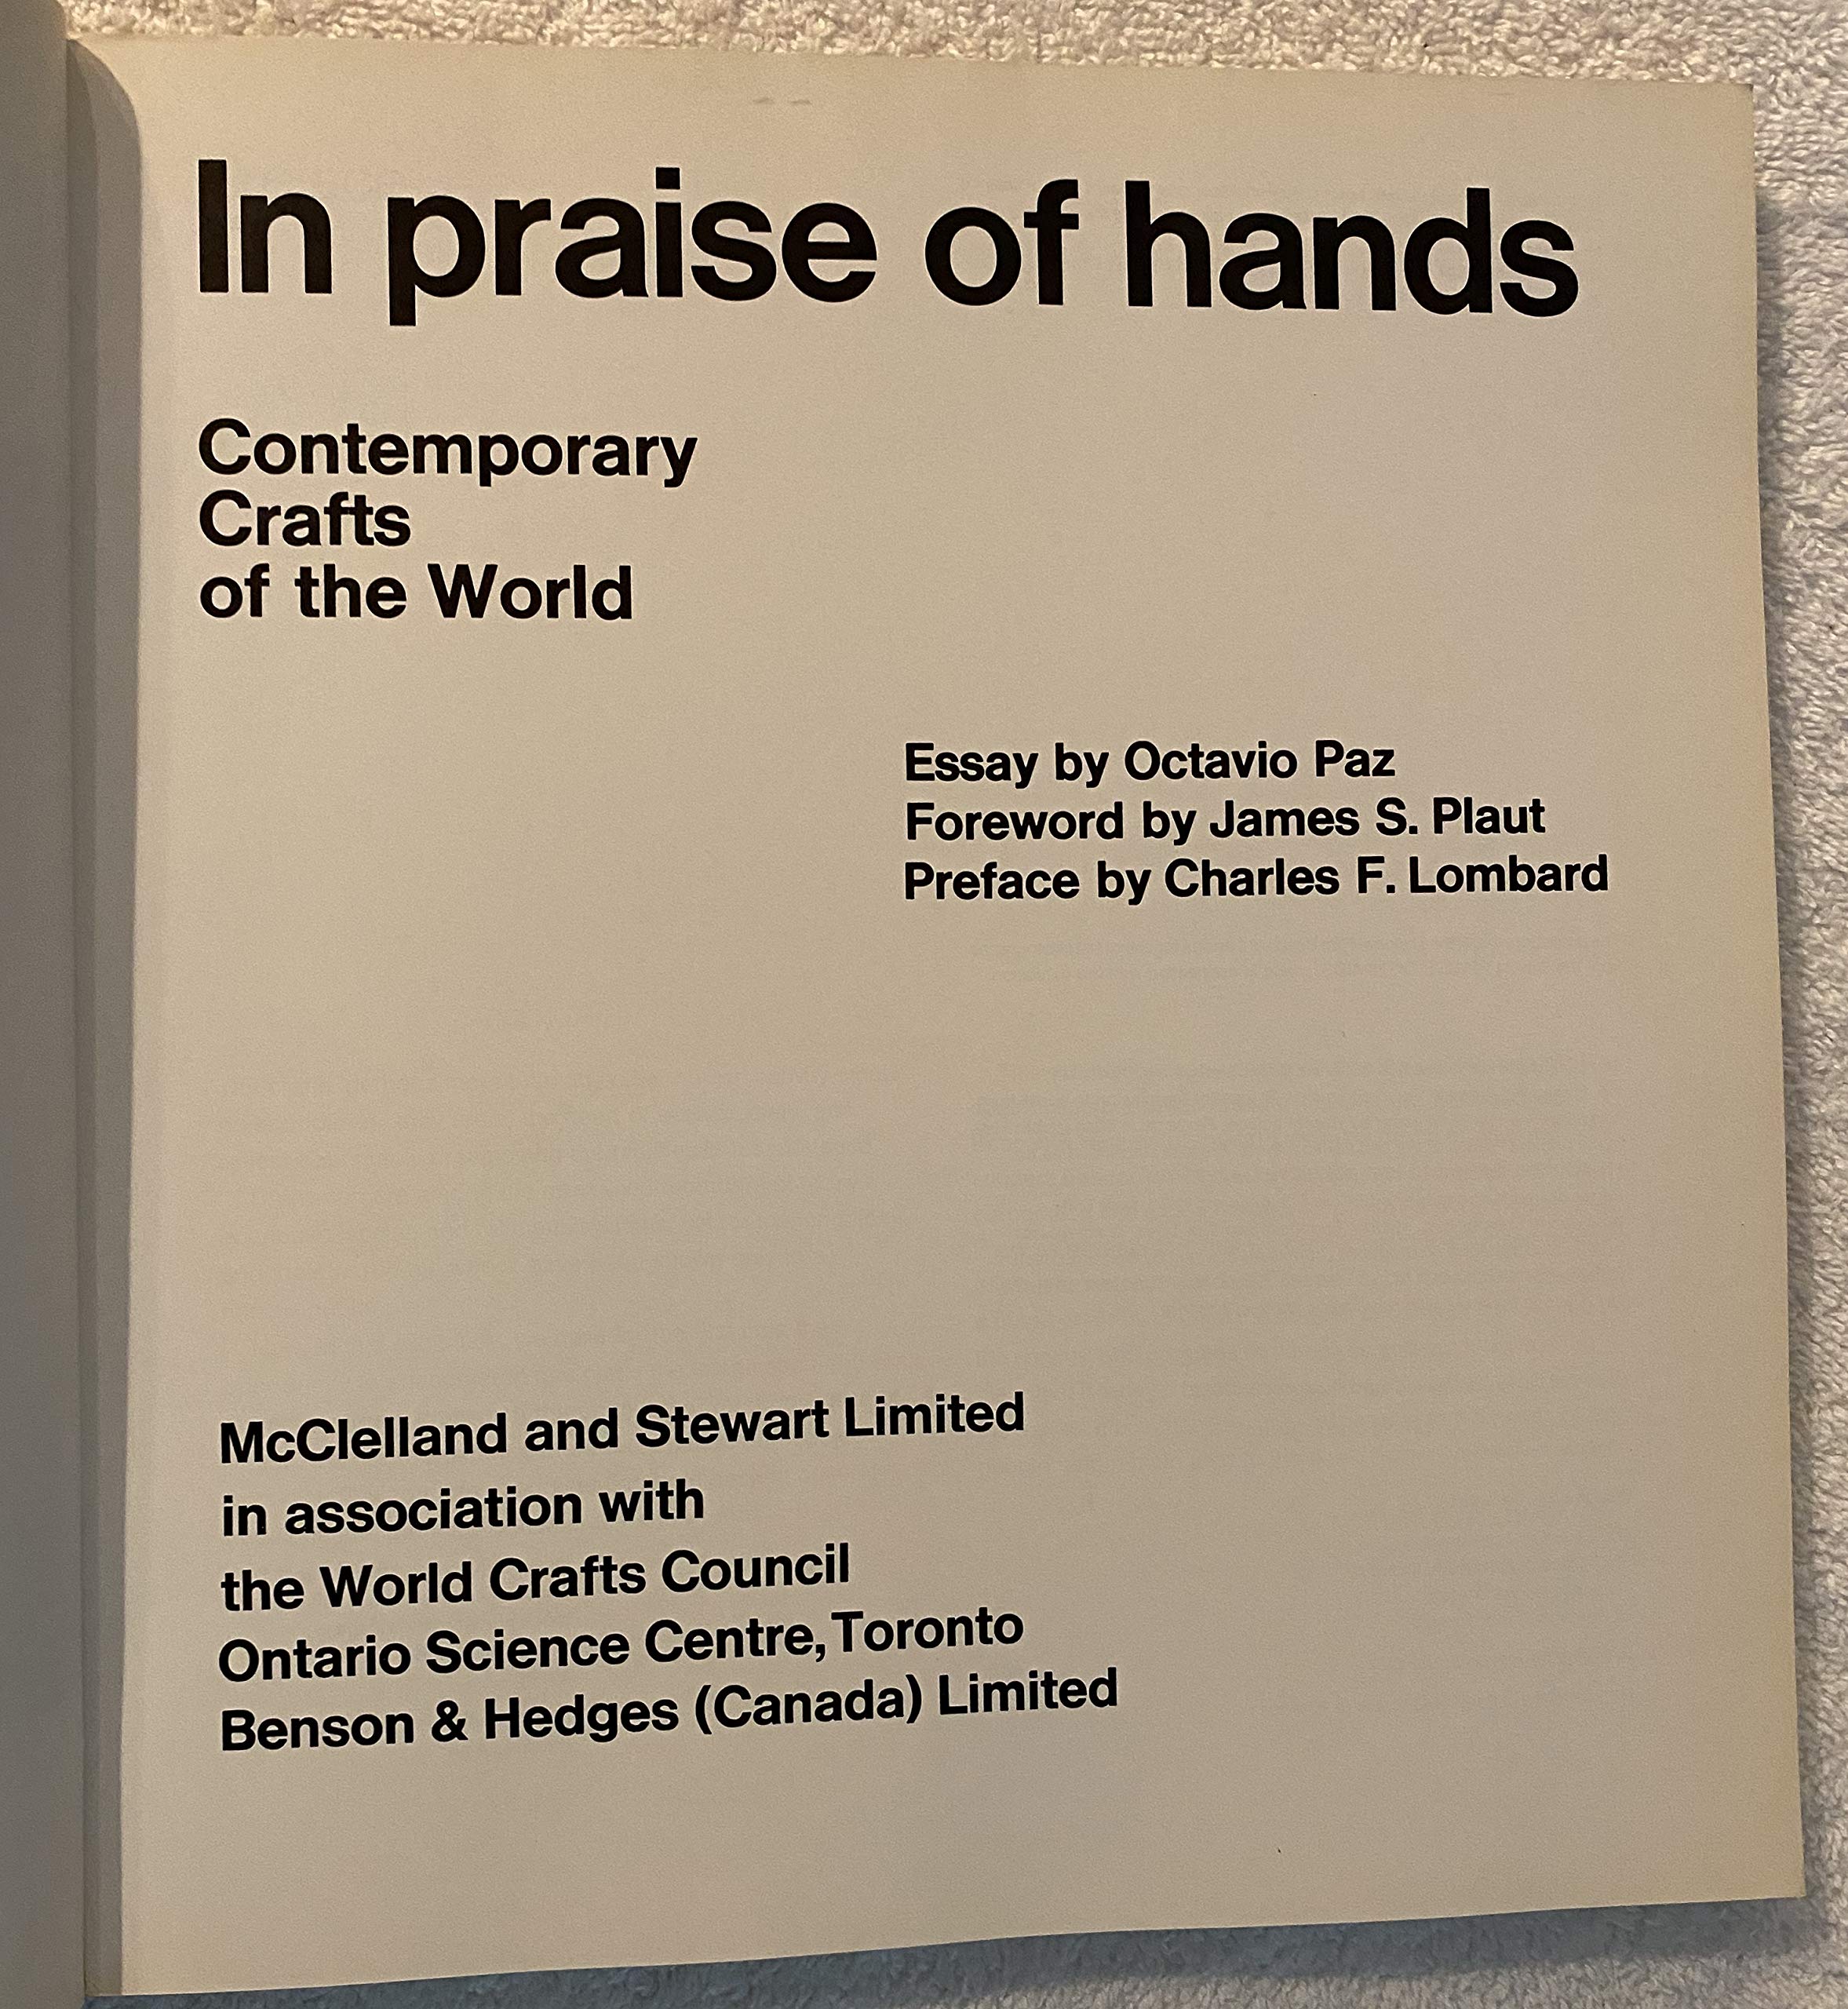 In praise of hands
Contemporary
Crafts
of the World
Essay by Octavio Paz
Foreword by James S. Plaut
Preface by Charles F. Lombard
McClelland and Stewart Limited
in association with
the World Crafts Council
Ontario Science Centre, Toronto
Benson & Hedges (Canada) Limited